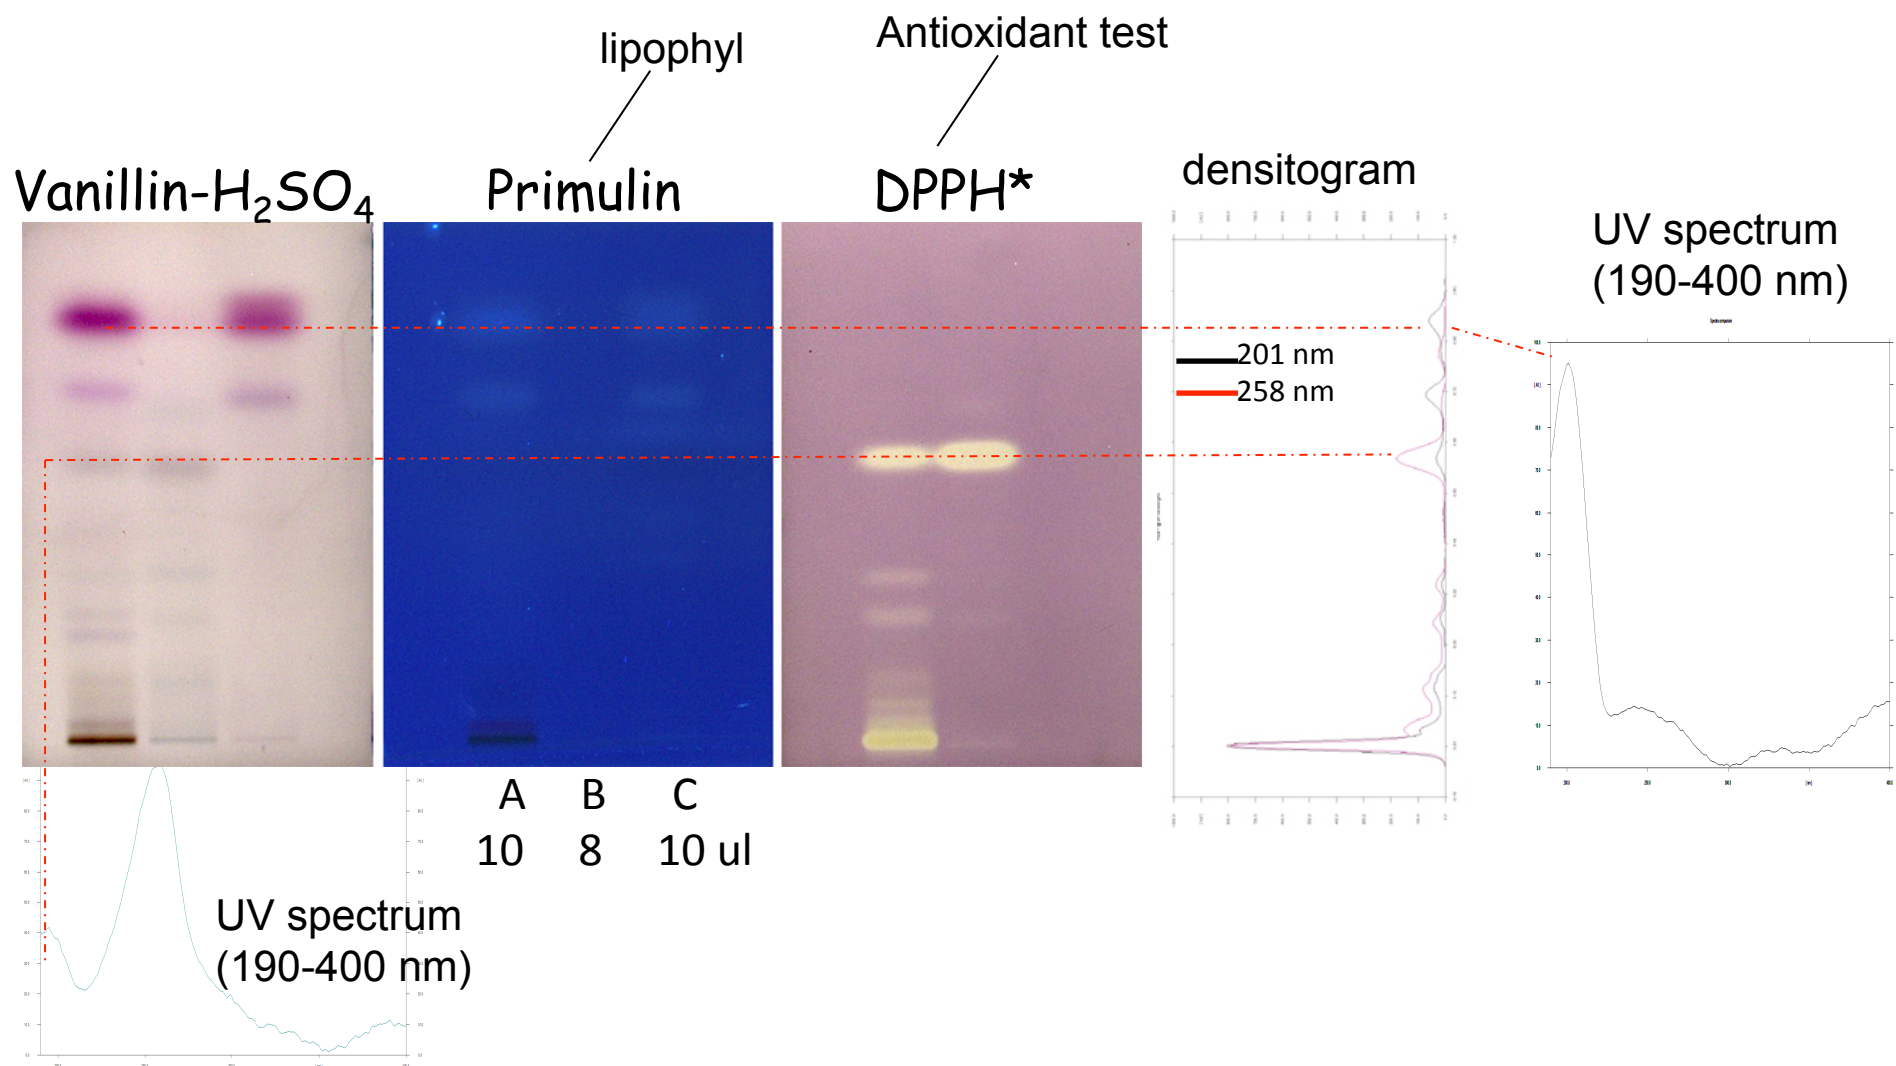 lipophyl
Antioxidant test
Vanillin-H₂SO₄
Primulin
DPPH*
densitogram
UV spectrum
(190-400 nm)
201 nm
258 nm
A B C
10 8 10 ul
UV spectrum
(190-400 nm)